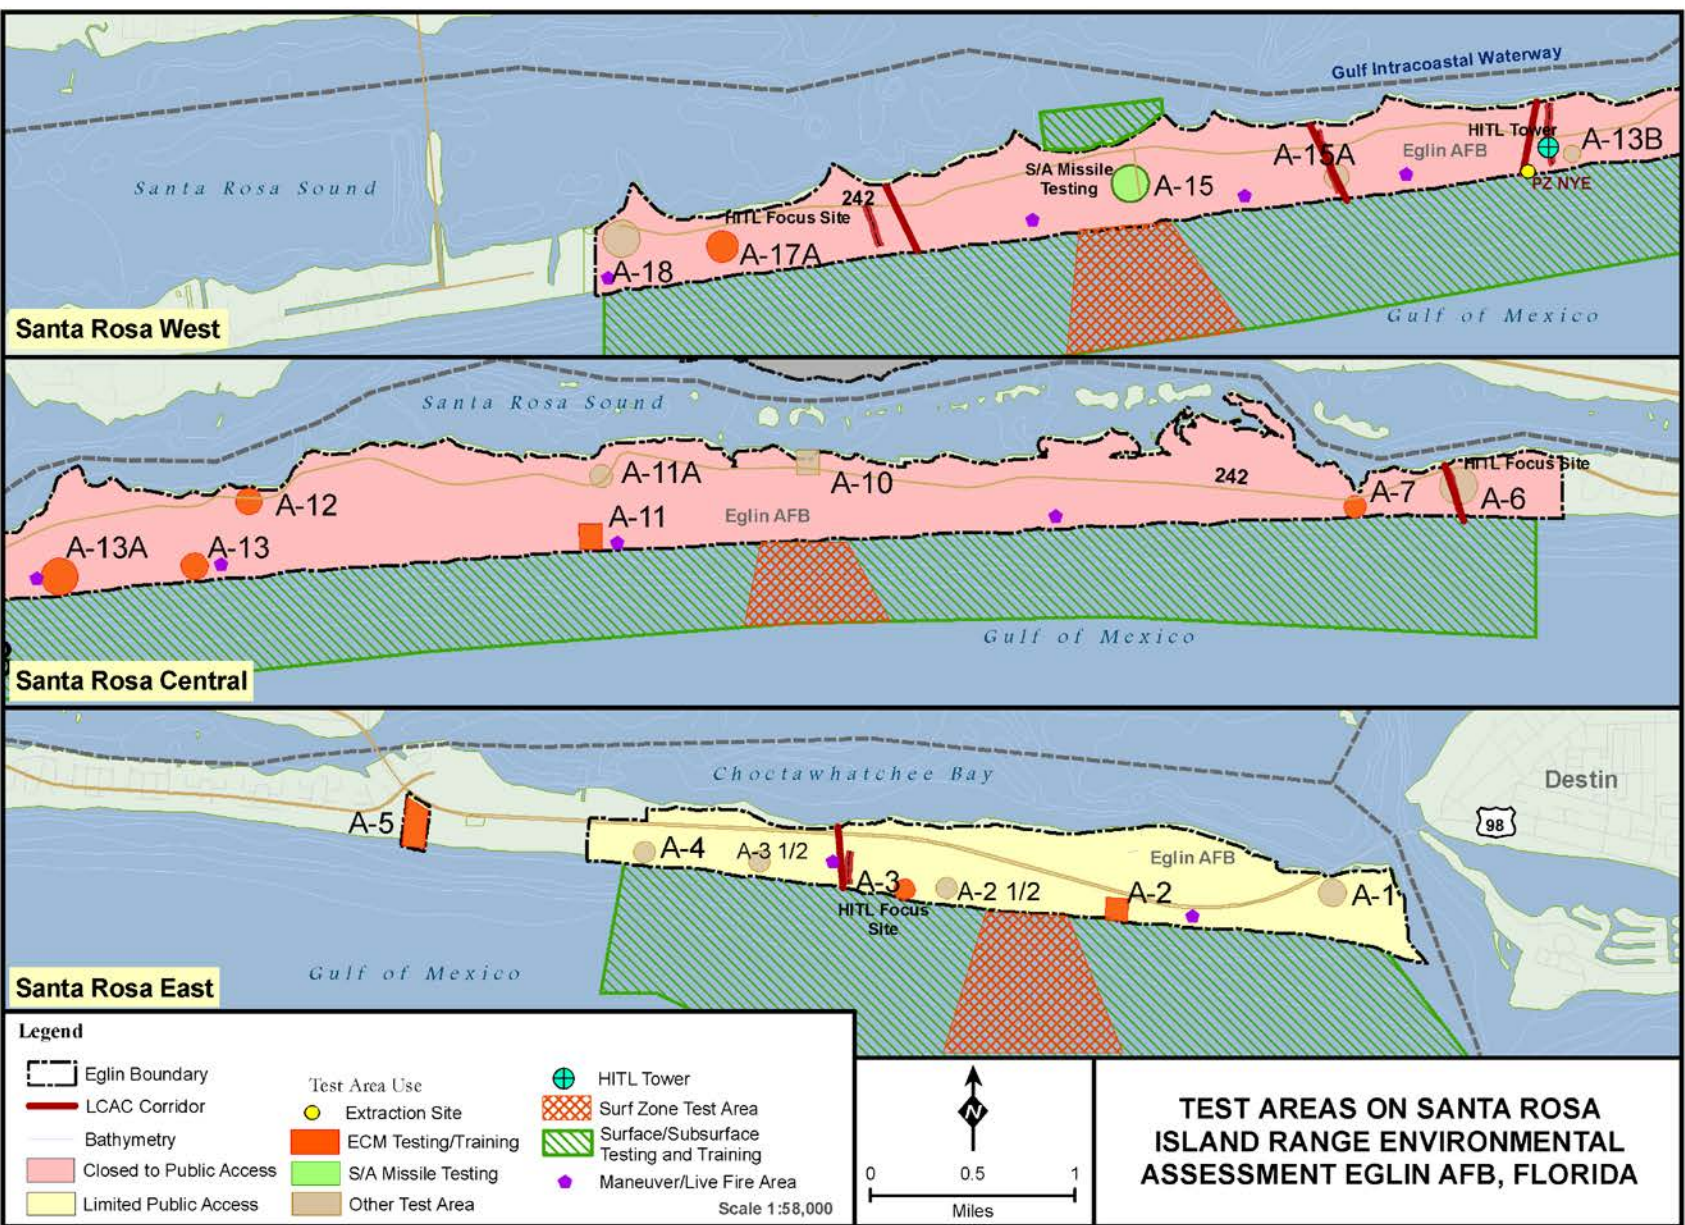 Gulf Intracoastal Waterway
Santa Rosa Sound
HITL Tower
A-13B
A-15A
Eglin AFB
S/A Missile
Testing
A-15
PZ NYE
242
HITL Focus Site
A-17A
A-18
Gulf of Mexico
Santa Rosa West
Santa Rosa Sound
HITL Focus Site
A-11A
A-10
242
A-7
A-6
A-12
A-11
Eglin AFB
A-13A
A-13
Gulf of Mexico
Santa Rosa Central
Choctawhatchee Bay
Destin
98
A-5
A-4
A-3 1/2
Eglin AFB
A-3
A-2 1/2
A-2
A-1
HITL Focus
Site
Gulf of Mexico
Santa Rosa East
Legend
Eglin Boundary
LCAC Corridor
Bathymetry
Closed to Public Access
Limited Public Access
Test Area Use
Extraction Site
ECM Testing/Training
S/A Missile Testing
Other Test Area
HITL Tower
Surf Zone Test Area
Surface/Subsurface
Testing and Training
Maneuver/Live Fire Area
Scale 1:58,000
N
0 0.5 1
Miles
TEST AREAS ON SANTA ROSA
ISLAND RANGE ENVIRONMENTAL
ASSESSMENT EGLIN AFB, FLORIDA